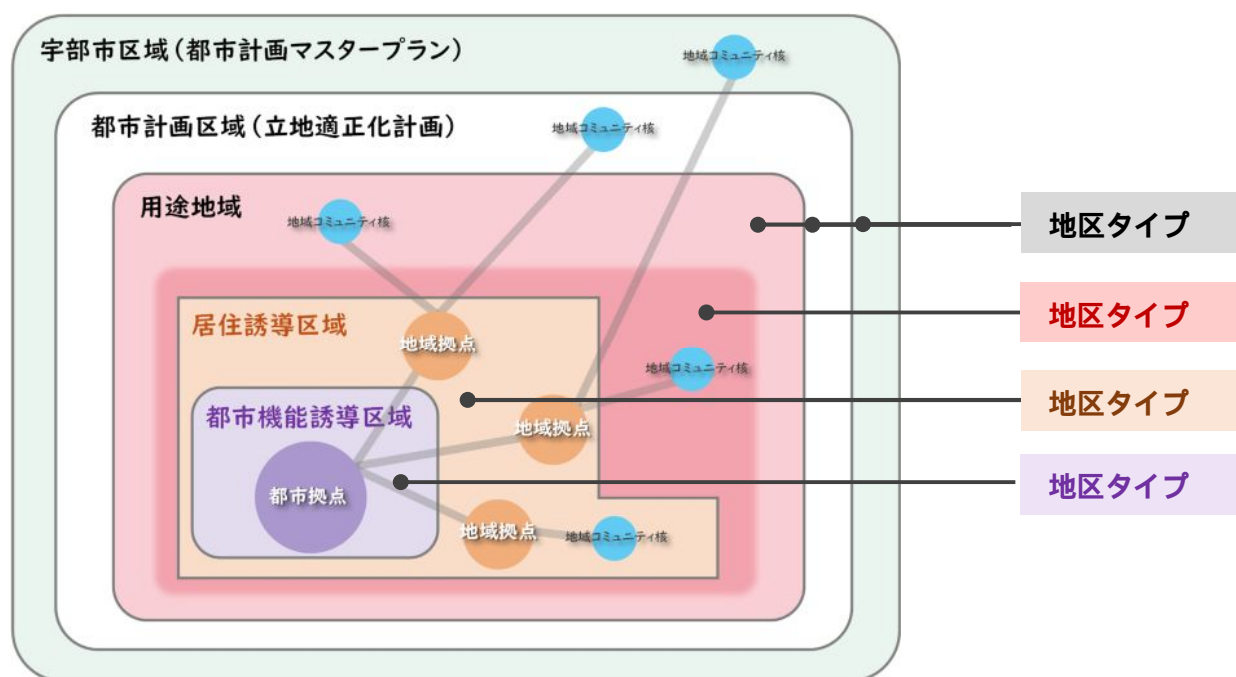 宇部市区域(都市計画マスタープラン)
地域コミュニティ核
都市計画区域(立地適正化計画)
地域コミュニティ核
用途地域
地域コミュニティ核
地区タイプ
居住誘導区域
地域拠点
地区タイプ
地域コミュニティ核
都市機能誘導区域
地域拠点
地区タイプ
都市拠点
地区タイプ
地域拠点
地域コミュニティ核